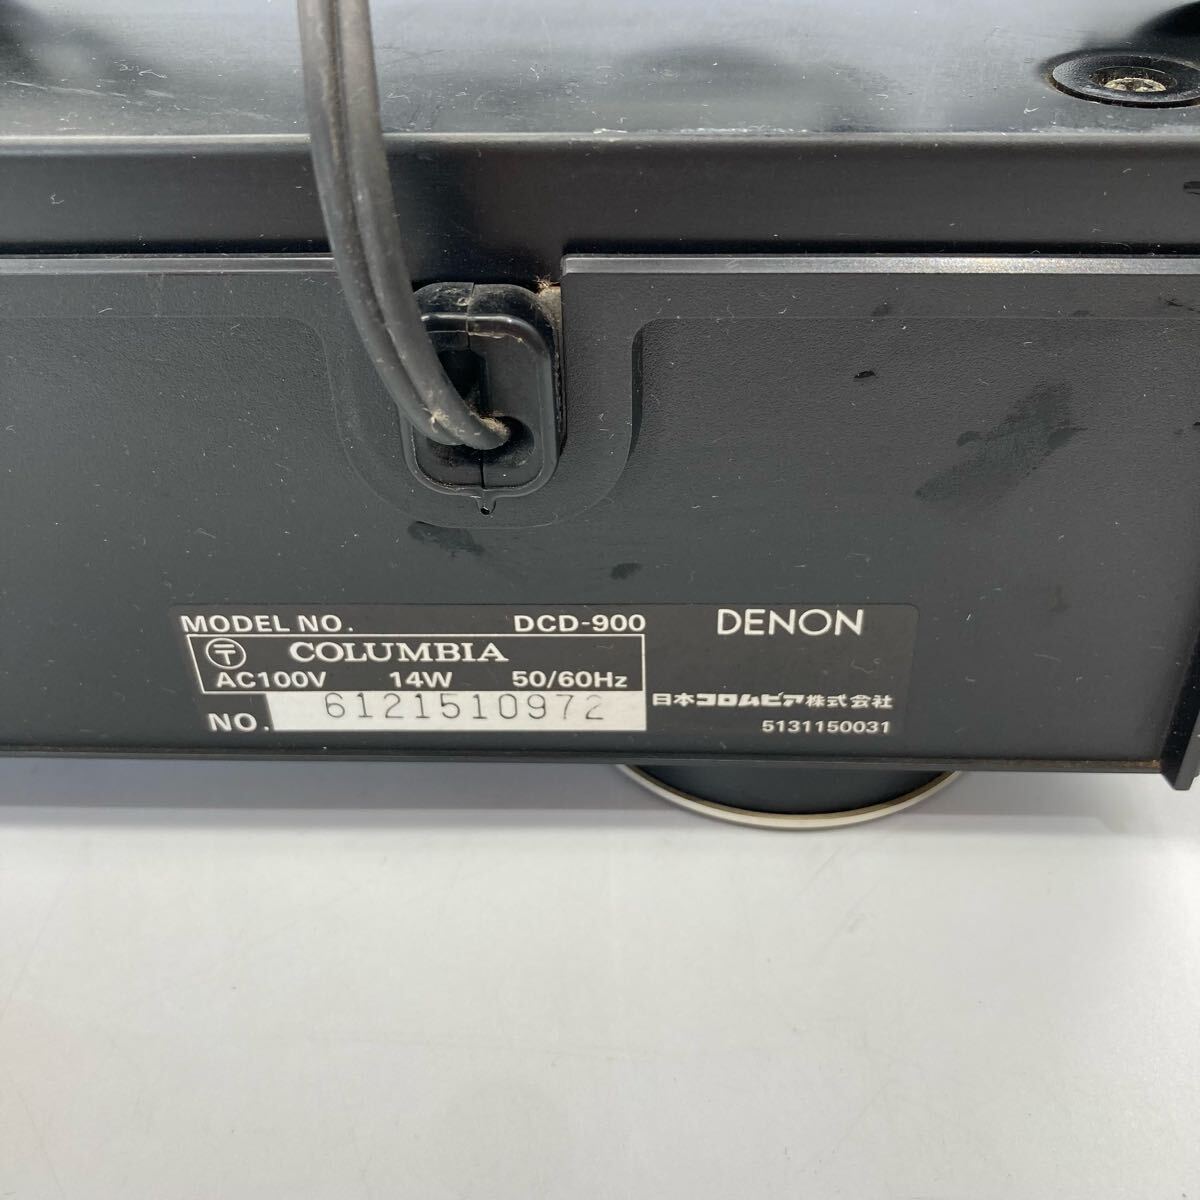 MODEL NO. DCD-900
〒 COLUMBIA
AC100V 14W 50/60Hz
NO. 6121510972
DENON
日本コロムビア株式会社
5131150031